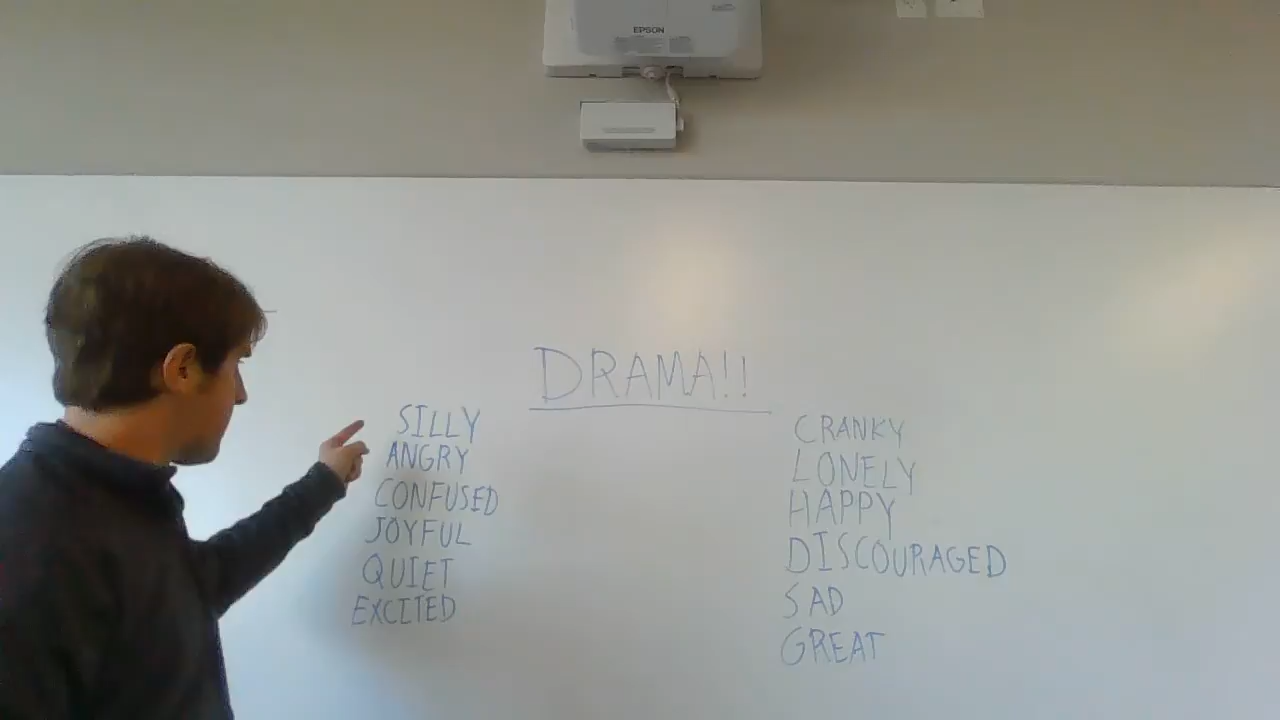 EPSON
DRAMA!!
SILLY
ANGRY
CONFUSED
JOYFUL
QUIET
EXCITED
CRANKY
LONELY
HAPPY
DISCOURAGED
SAD
GREAT